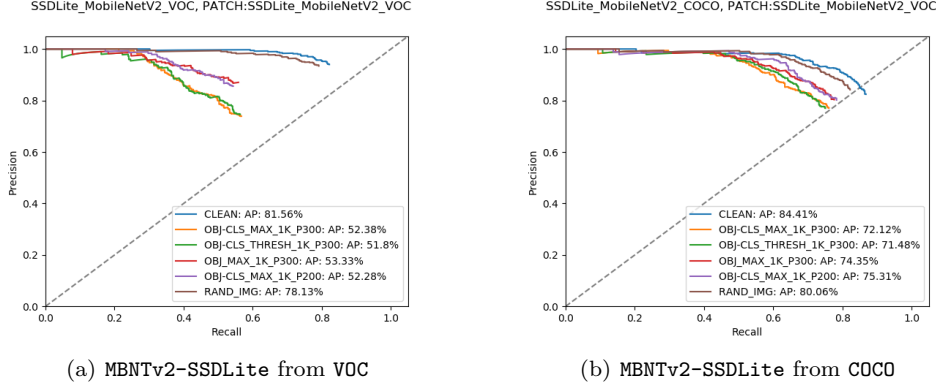 SSDLite_MobileNetV2_VOC, PATCH:SSDLite_MobileNetV2_VOC
1.0
0.8
0.6
0.4
0.2
0.0
Precision
CLEAN: AP: 81.56%
OBJ-CLS_MAX_1K_P300: AP: 52.38%
OBJ-CLS_THRESH_1K_P300: AP: 51.8%
OBJ_MAX_1K_P300: AP: 53.33%
OBJ-CLS_MAX_1K_P200: AP: 52.28%
RAND_IMG: AP: 78.13%
0.0 0.2 0.4 0.6 0.8 1.0
Recall
(a) MBNTv2-SSDLite from VOC
SSDLite_MobileNetV2_COCO, PATCH:SSDLite_MobileNetV2_VOC
1.0
0.8
0.6
0.4
0.2
0.0
Precision
CLEAN: AP: 84.41%
OBJ-CLS_MAX_1K_P300: AP: 72.12%
OBJ-CLS_THRESH_1K_P300: AP: 71.48%
OBJ_MAX_1K_P300: AP: 74.35%
OBJ-CLS_MAX_1K_P200: AP: 75.31%
RAND_IMG: AP: 80.06%
0.0 0.2 0.4 0.6 0.8 1.0
Recall
(b) MBNTv2-SSDLite from COCO